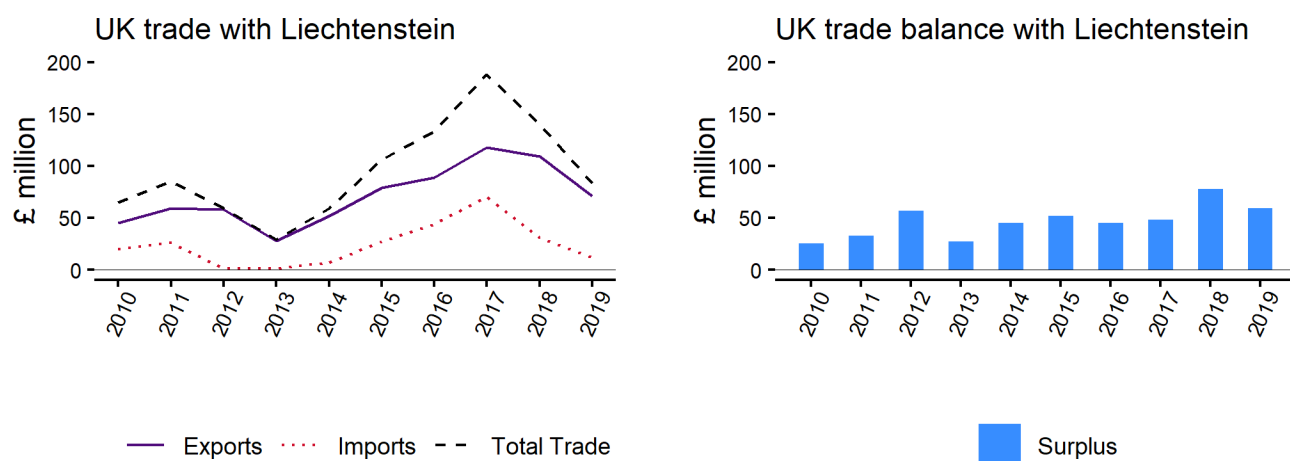 UK trade with Liechtenstein
£ million
200
150
100
50
0
2010 2011 2012 2013 2014 2015 2016 2017 2018 2019
Exports Imports Total Trade
UK trade balance with Liechtenstein
£ million
200
150
100
50
0
2010 2011 2012 2013 2014 2015 2016 2017 2018 2019
Surplus